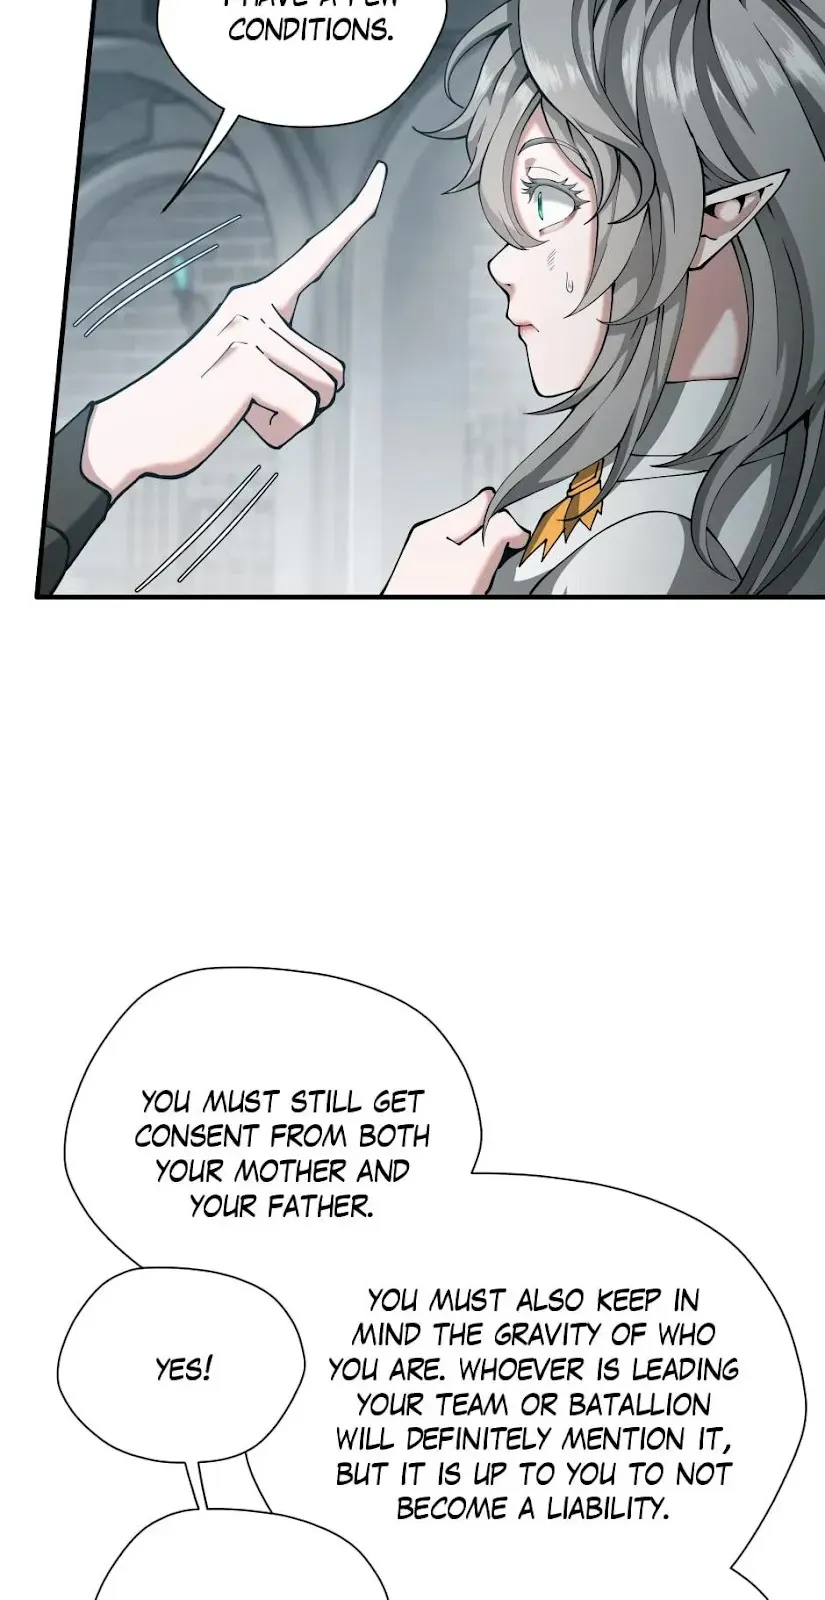 I HAVE A FEW
CONDITIONS.
YOU MUST STILL GET
CONSENT FROM BOTH
YOUR MOTHER AND
YOUR FATHER.
YES!
YOU MUST ALSO KEEP IN
MIND THE GRAVITY OF WHO
YOU ARE. WHOEVER IS LEADING
YOUR TEAM OR BATALLION
WILL DEFINITELY MENTION IT,
BUT IT IS UP TO YOU TO NOT
BECOME A LIABILITY.